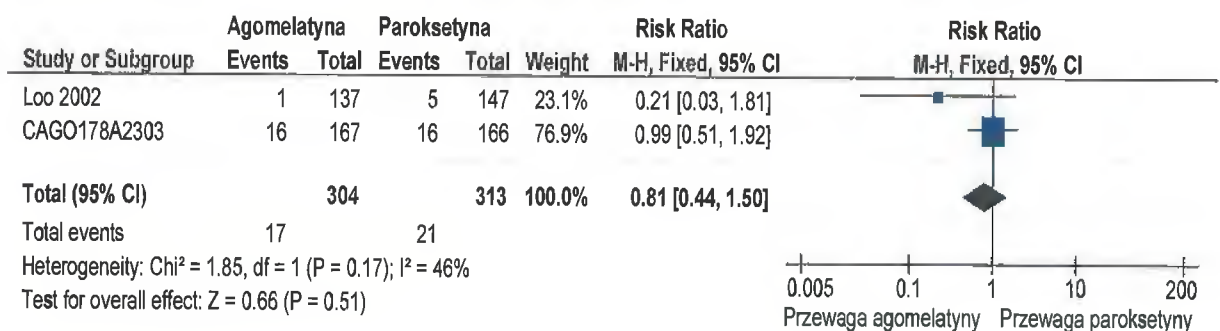 Agomelatyna Paroksetyna Risk Ratio Risk Ratio
Study or Subgroup Events Total Events Total Weight M-H, Fixed, 95% CI M-H, Fixed, 95% CI
Loo 2002 1 137 5 147 23.1% 0.21 [0.03, 1.81]
CAGO178A2303 16 167 16 166 76.9% 0.99 [0.51, 1.92]
Total (95% CI) 304 313 100.0% 0.81 [0.44, 1.50]
Total events 17 21
Heterogeneity: Chi² = 1.85, df = 1 (P = 0.17); I² = 46%
Test for overall effect: Z = 0.66 (P = 0.51)
0.005 0.1 1 10 200
Przewaga agomelatyny Przewaga paroksetyny